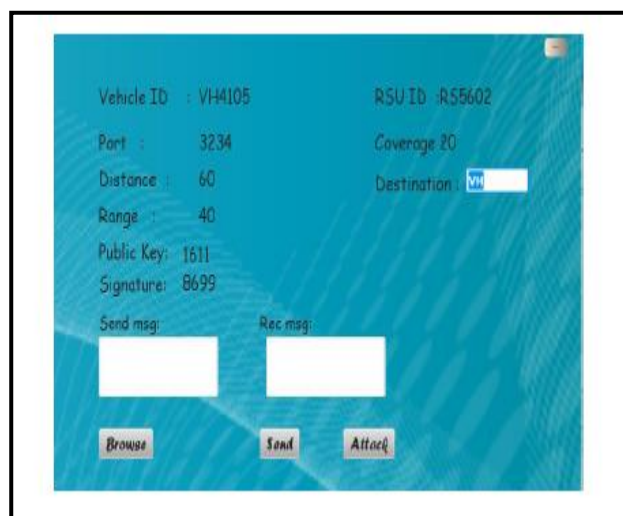 Vehicle ID : VH4105
RSU ID :RS5602
Port : 3234
Coverage 20
Distance : 60
Destination : VH
Range : 40
Public Key: 1611
Signature: 8699
Send msg:
Rec msg:
Browse
Send
Attack